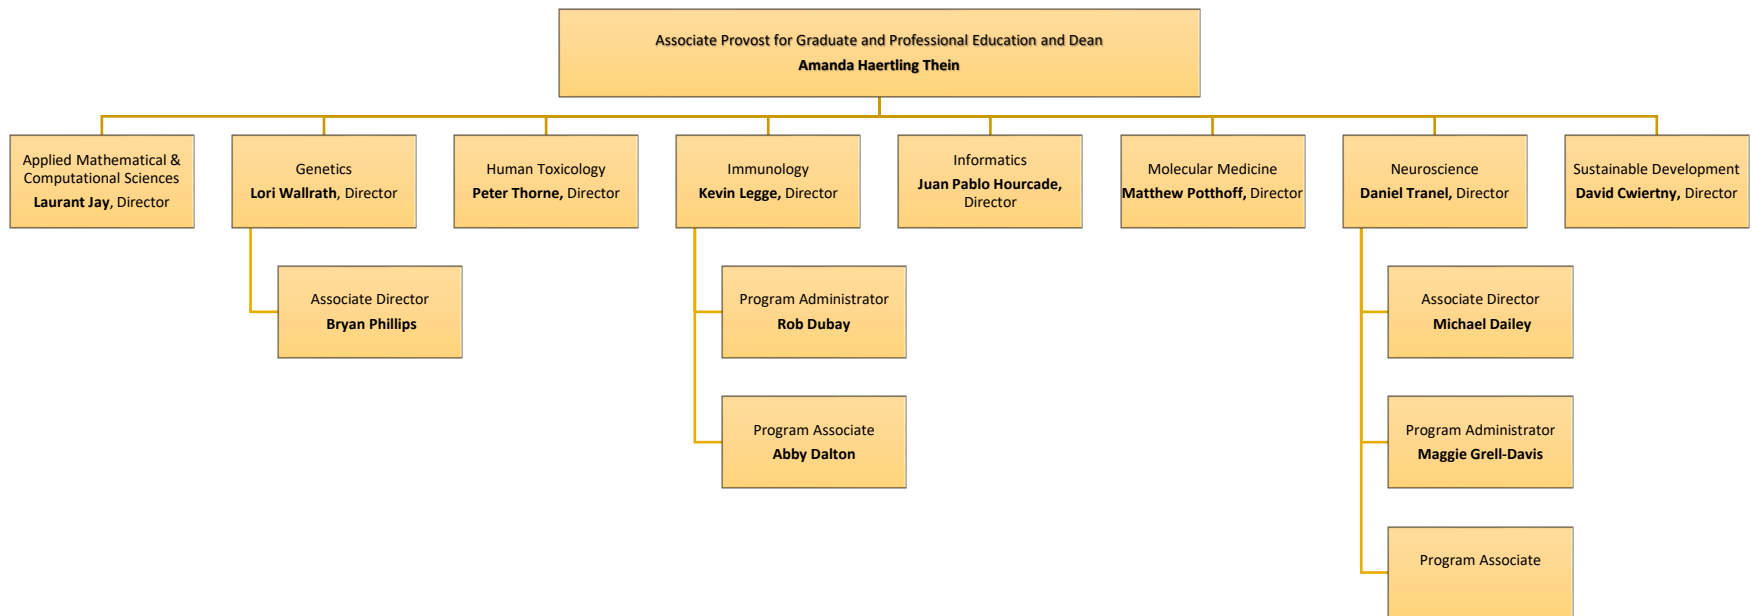 Associate Provost for Graduate and Professional Education and Dean
Amanda Haertling Thein
Applied Mathematical &
Computational Sciences
Laurant Jay, Director
Genetics
Lori Wallrath, Director
Human Toxicology
Peter Thorne, Director
Immunology
Kevin Legge, Director
Informatics
Juan Pablo Hourcade,
Director
Molecular Medicine
Matthew Potthoff, Director
Neuroscience
Daniel Tranel, Director
Sustainable Development
David Cwiertny, Director
Associate Director
Bryan Phillips
Program Administrator
Rob Dubay
Associate Director
Michael Dailey
Program Associate
Abby Dalton
Program Administrator
Maggie Grell-Davis
Program Associate